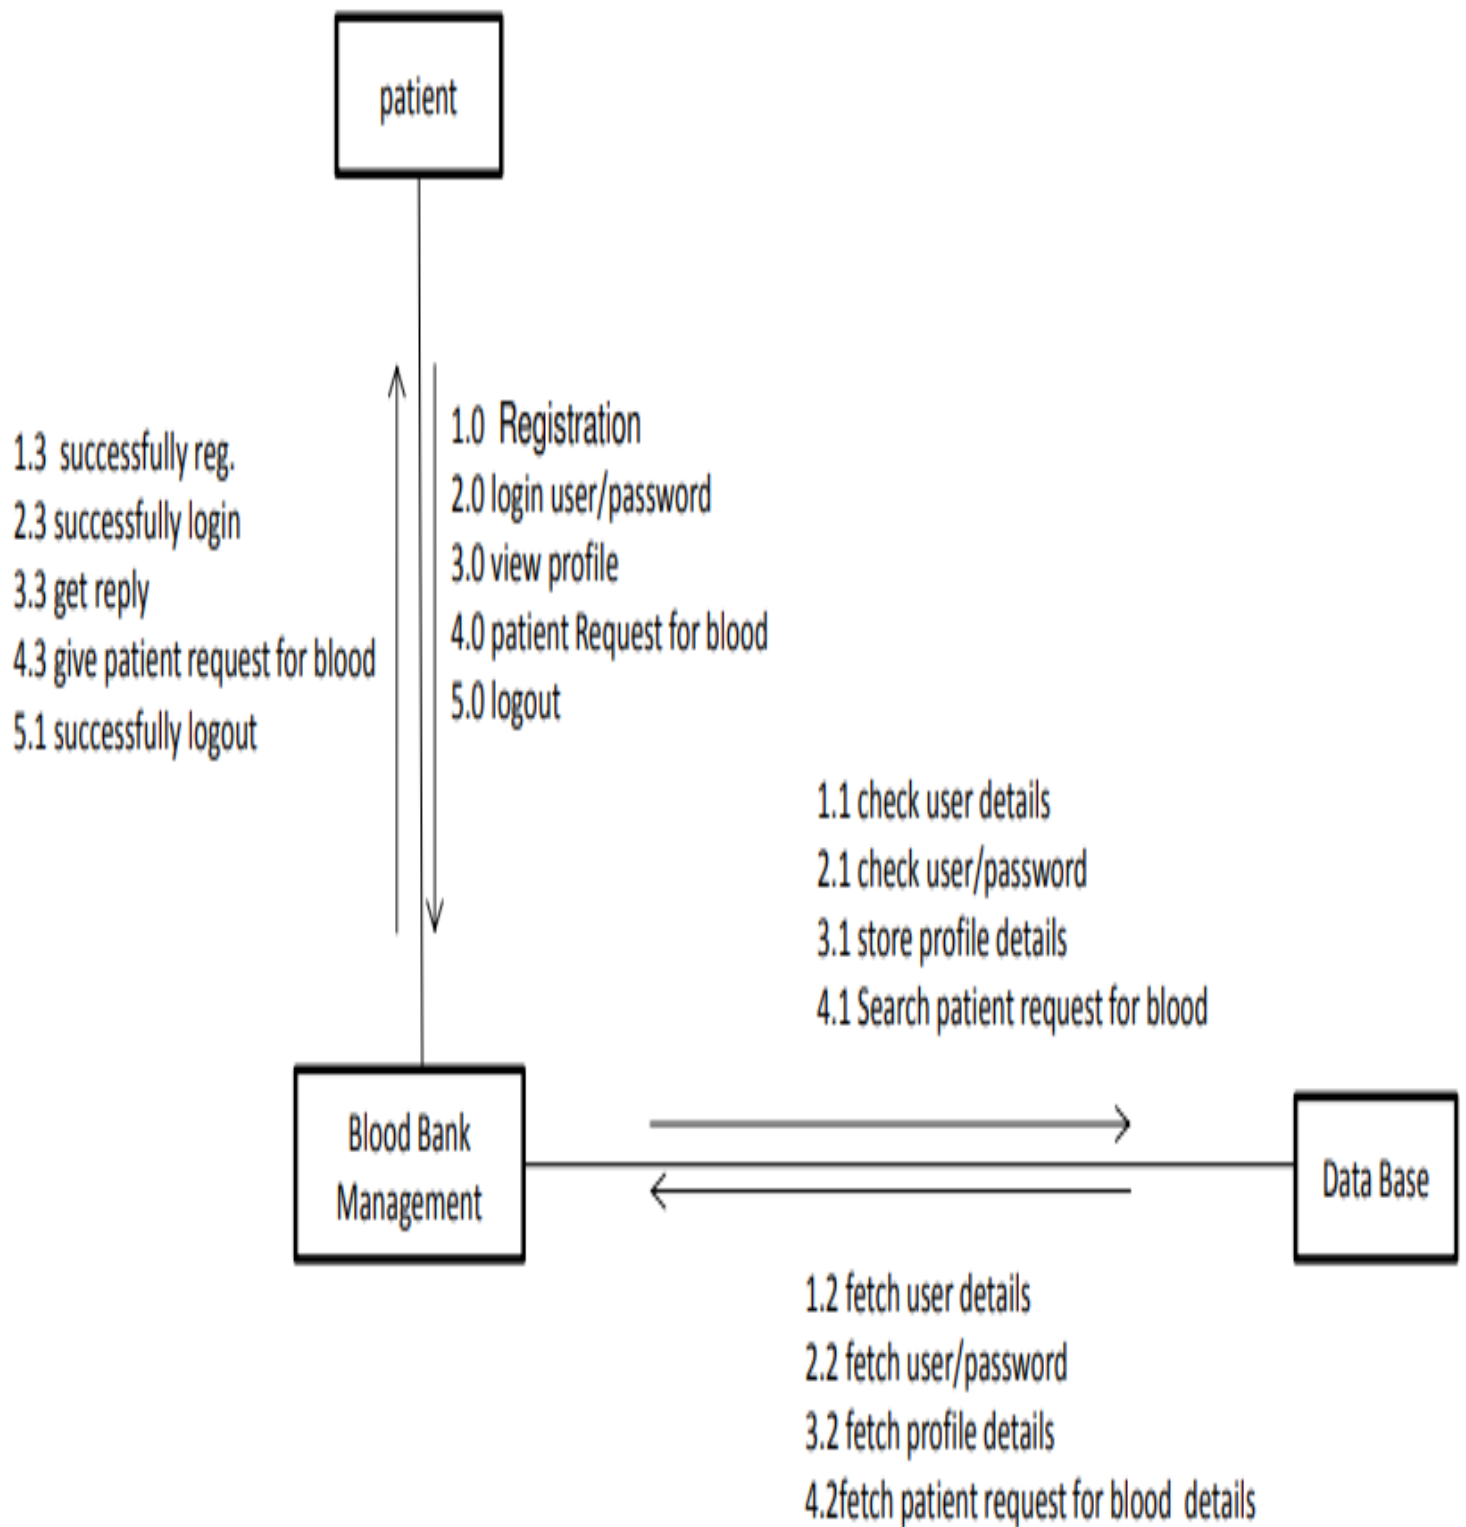 patient
1.3 successfully reg.
2.3 successfully login
3.3 get reply
4.3 give patient request for blood
5.1 successfully logout
1.0 Registration
2.0 login user/password
3.0 view profile
4.0 patient Request for blood
5.0 logout
1.1 check user details
2.1 check user/password
3.1 store profile details
4.1 Search patient request for blood
Blood Bank
Management
Data Base
1.2 fetch user details
2.2 fetch user/password
3.2 fetch profile details
4.2fetch patient request for blood details